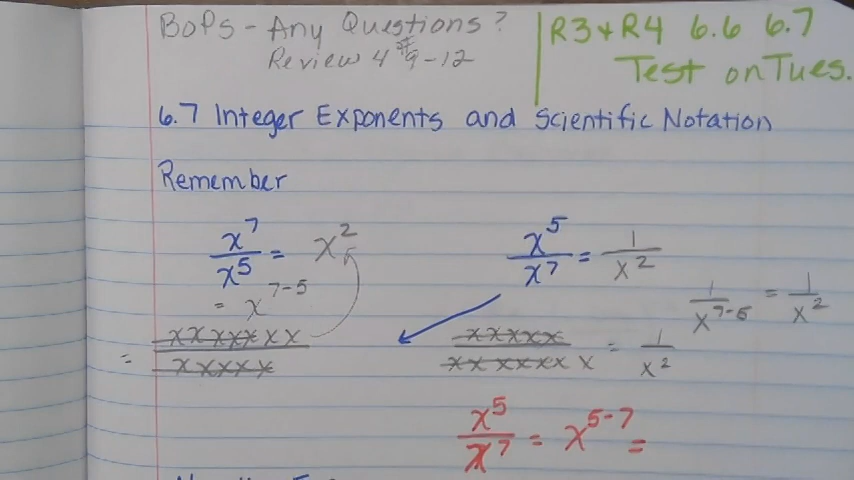 BOPS - Any Questions?
Review 4 #9-12
R3 + R4 6.6 6.7
Test on Tues.
6.7 Integer Exponents and Scientific Notation
Remember
x^7/x^5 = x^2
= x^{7-5}
= xxxxxxx/xxxxx
x^5/x^7 = 1/x^2
1/x^{7-5} = 1/x^2
xxxxx/xxxxxxx = 1/x^2
x^5/x^7 = x^{5-7} =